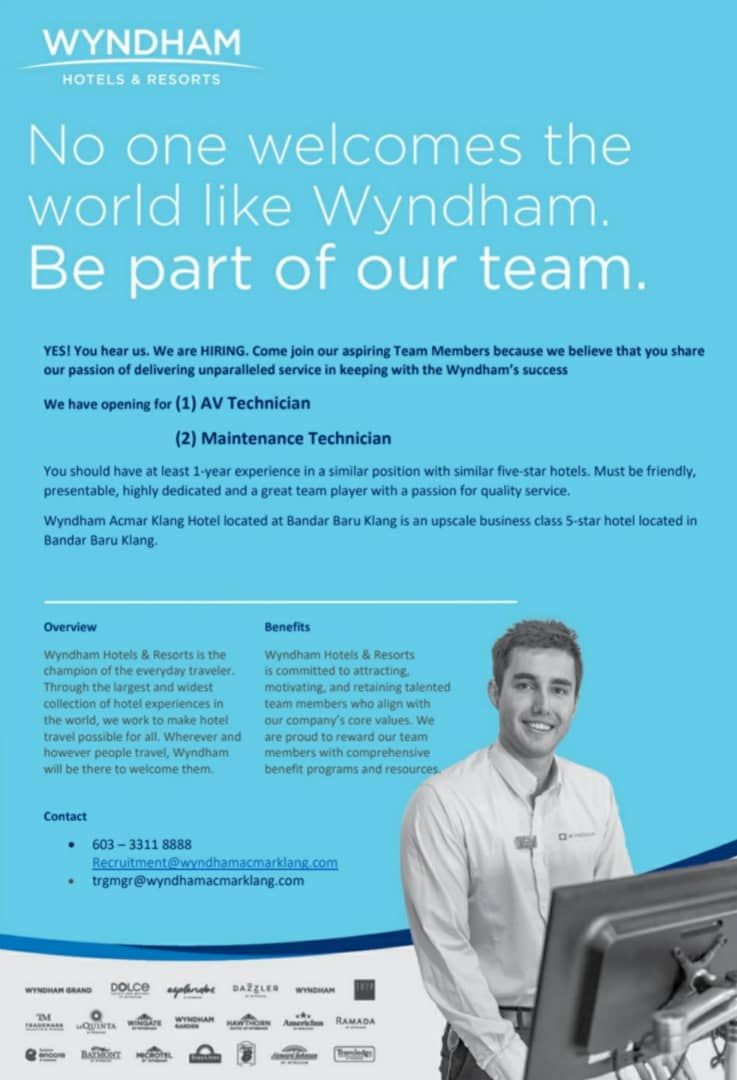 WYNDHAM
HOTELS & RESORTS
No one welcomes the
world like Wyndham.
Be part of our team.
YES! You hear us. We are HIRING. Come join our aspiring Team Members because we believe that you share
our passion of delivering unparalleled service in keeping with the Wyndham's success
We have opening for (1) AV Technician
(2) Maintenance Technician
You should have at least 1-year experience in a similar position with similar five-star hotels. Must be friendly,
presentable, highly dedicated and a great team player with a passion for quality service.
Wyndham Acmar Klang Hotel located at Bandar Baru Klang is an upscale business class 5-star hotel located in
Bandar Baru Klang.
Overview
Wyndham Hotels & Resorts is the
champion of the everyday traveler.
Through the largest and widest
collection of hotel experiences in
the world, we work to make hotel
travel possible for all. Wherever and
however people travel, Wyndham
will be there to welcome them.
Benefits
Wyndham Hotels & Resorts
is committed to attracting,
motivating, and retaining talented
team members who align with
our company's core values. We
are proud to reward our team
members with comprehensive
benefit programs and resources.
Contact
• 603 – 3311 8888
Recruitment@wyndhamacmarklang.com
• trgmgr@wyndhamacmarklang.com
WYNDHAM
WYNDHAM GRAND DOLCE esplendor DAZZLER WYNDHAM
TM TRADEMARK LAQUINTA WINGATE WYNDHAM GARDEN HAWTHORN AmericInn RAMADA
encore BAYMONT MICROTEL Howard Johnson Travelodge